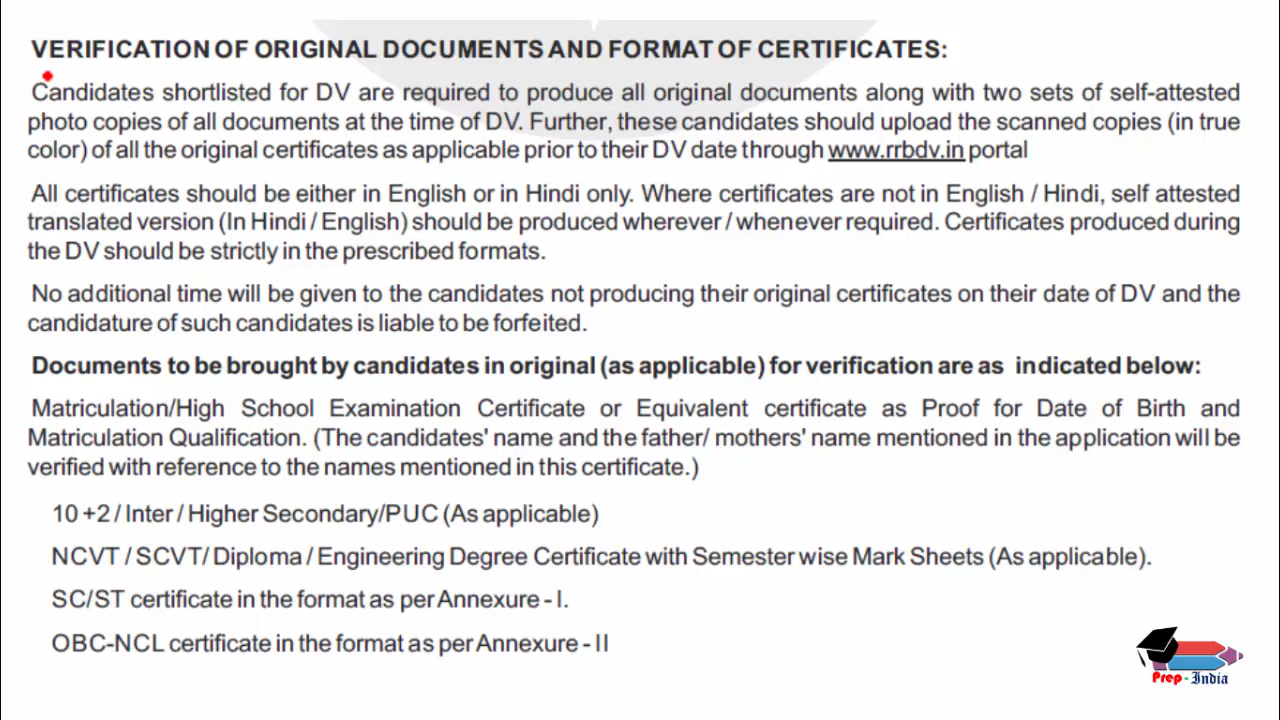 VERIFICATION OF ORIGINAL DOCUMENTS AND FORMAT OF CERTIFICATES:
Candidates shortlisted for DV are required to produce all original documents along with two sets of self-attested
photo copies of all documents at the time of DV. Further, these candidates should upload the scanned copies (in true
color) of all the original certificates as applicable prior to their DV date through www.rrbdv.in portal
All certificates should be either in English or in Hindi only. Where certificates are not in English / Hindi, self attested
translated version (In Hindi / English) should be produced wherever / whenever required. Certificates produced during
the DV should be strictly in the prescribed formats.
No additional time will be given to the candidates not producing their original certificates on their date of DV and the
candidature of such candidates is liable to be forfeited.
Documents to be brought by candidates in original (as applicable) for verification are as indicated below:
Matriculation/High School Examination Certificate or Equivalent certificate as Proof for Date of Birth and
Matriculation Qualification. (The candidates' name and the father/ mothers' name mentioned in the application will be
verified with reference to the names mentioned in this certificate.)
10 +2 / Inter / Higher Secondary/PUC (As applicable)
NCVT / SCVT/ Diploma / Engineering Degree Certificate with Semester wise Mark Sheets (As applicable).
SC/ST certificate in the format as per Annexure - I.
OBC-NCL certificate in the format as per Annexure - II
Prep - India